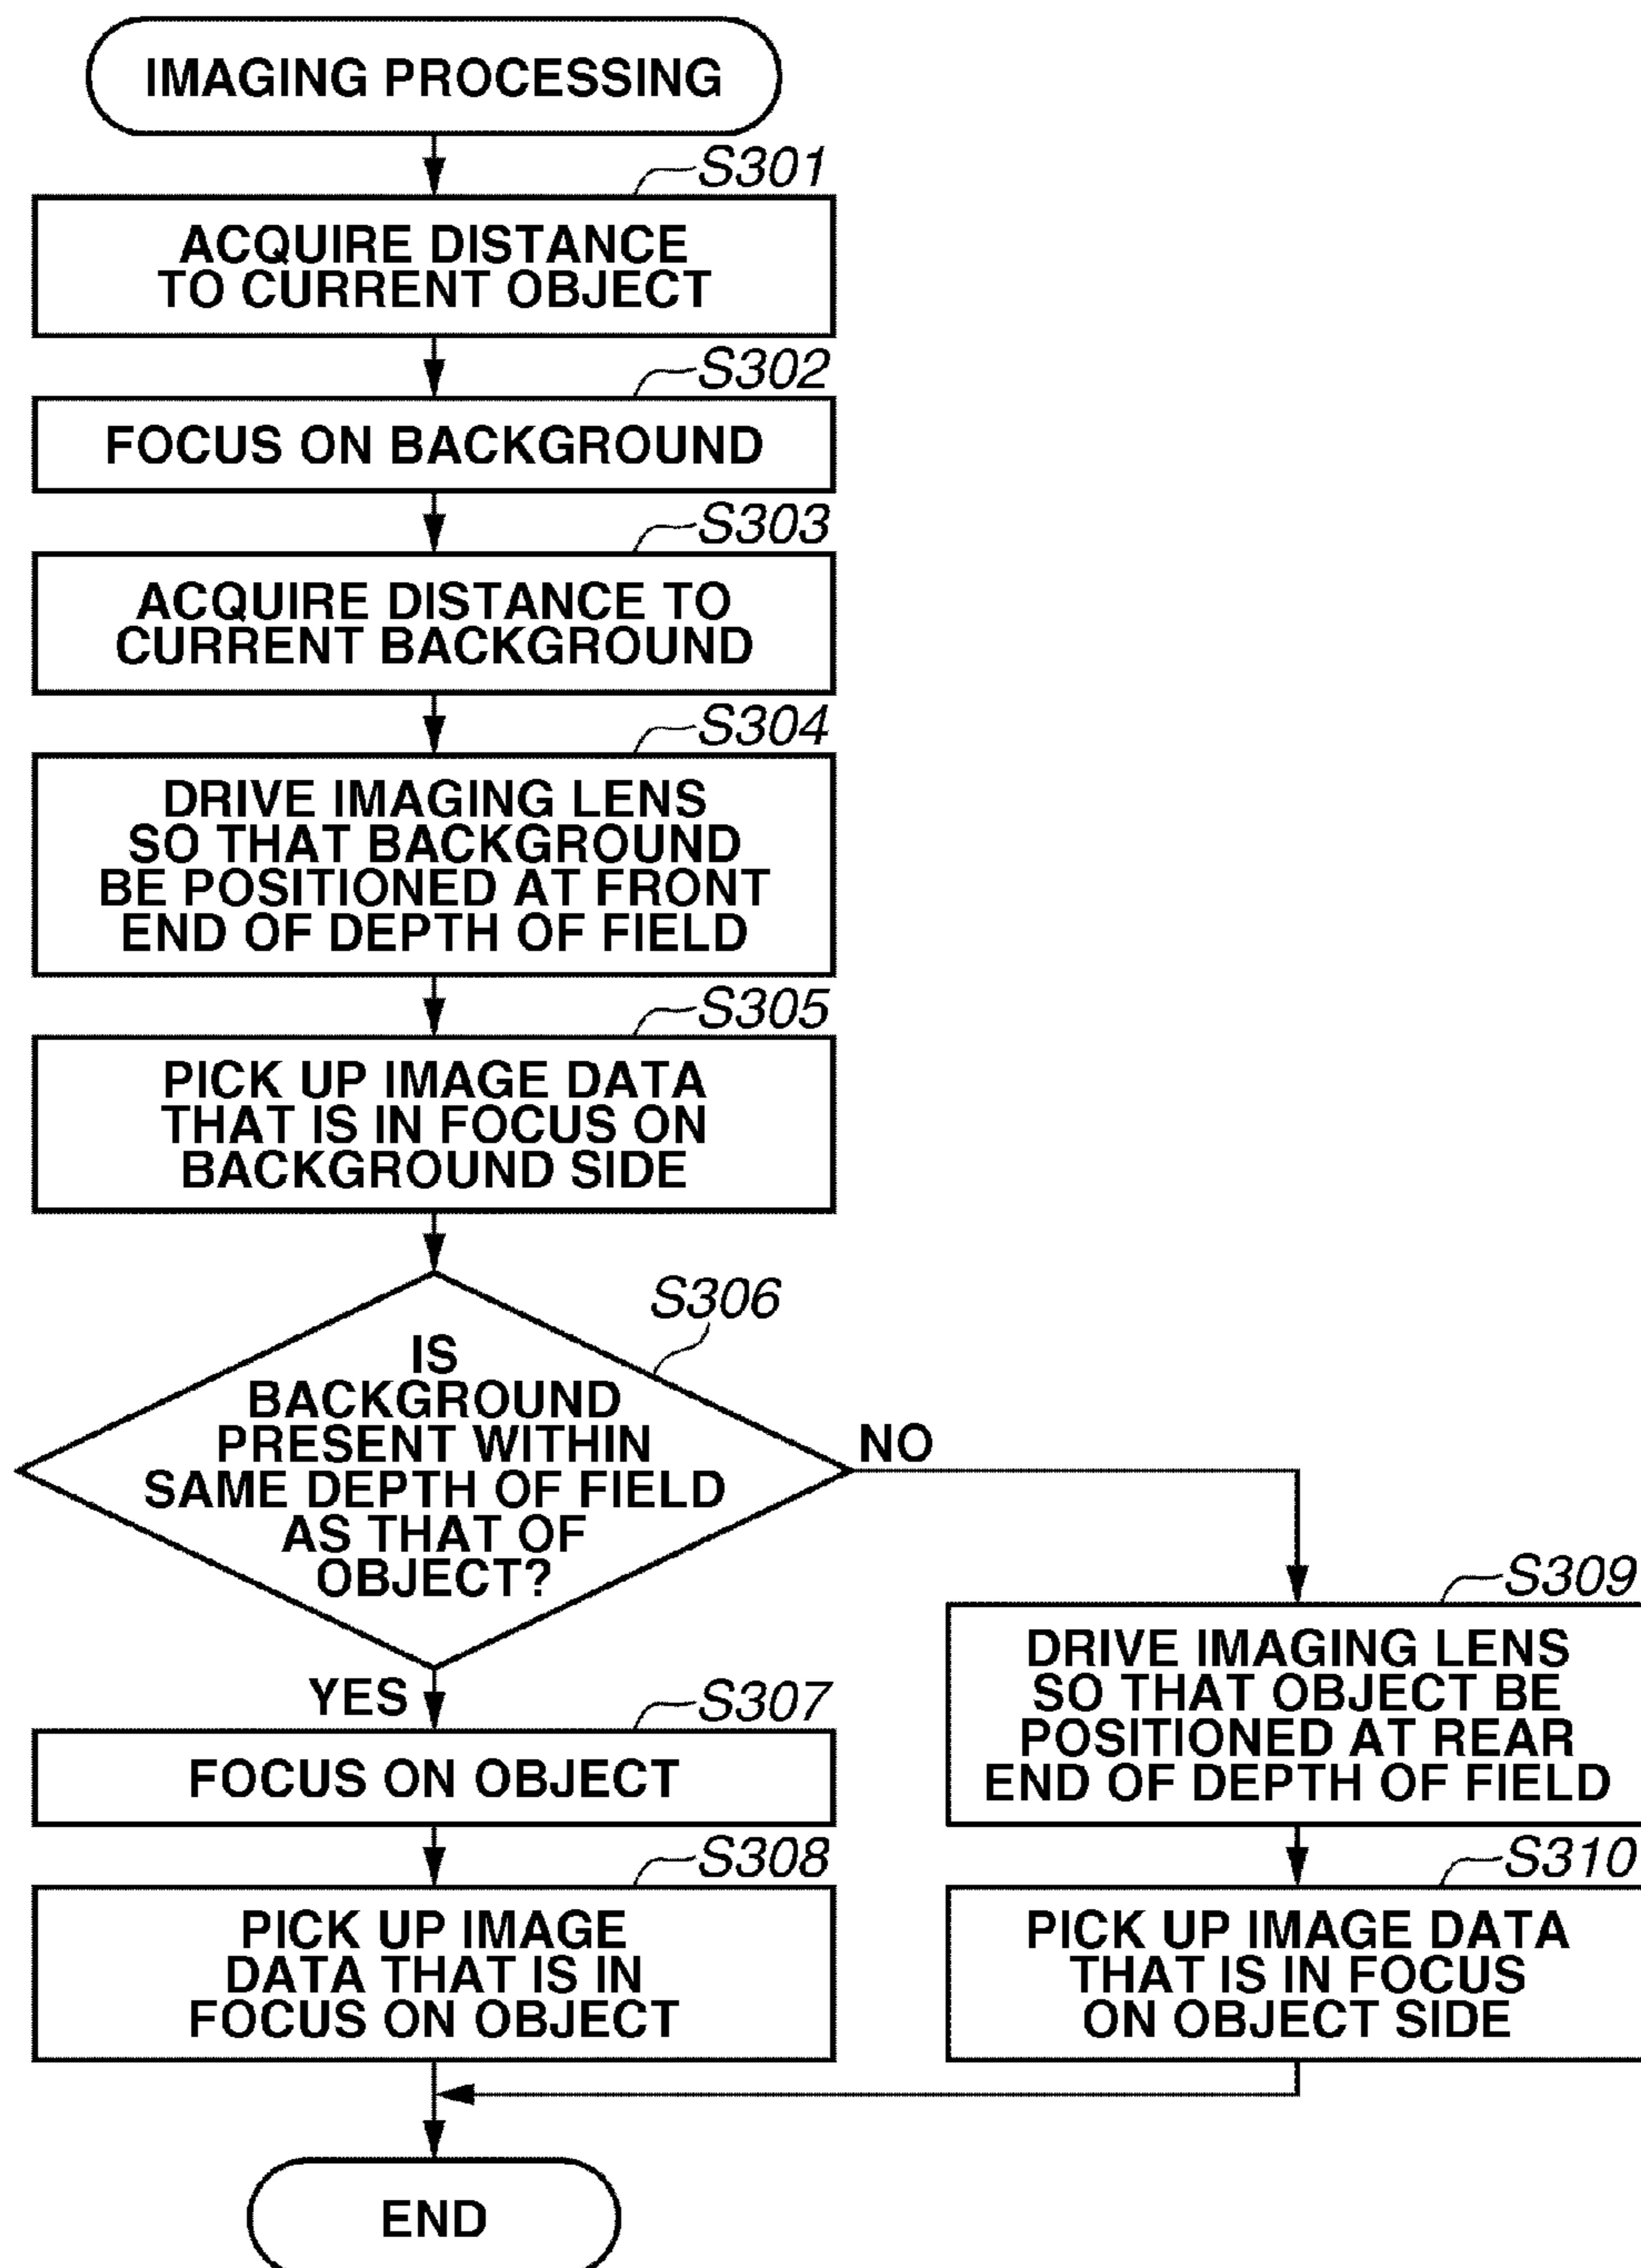 IMAGING PROCESSING
S301
ACQUIRE DISTANCE
TO CURRENT OBJECT
S302
FOCUS ON BACKGROUND
S303
ACQUIRE DISTANCE TO
CURRENT BACKGROUND
S304
DRIVE IMAGING LENS
SO THAT BACKGROUND
BE POSITIONED AT FRONT
END OF DEPTH OF FIELD
S305
PICK UP IMAGE DATA
THAT IS IN FOCUS ON
BACKGROUND SIDE
S306
IS
BACKGROUND
PRESENT WITHIN
SAME DEPTH OF FIELD
AS THAT OF
OBJECT?
NO
YES
S307
FOCUS ON OBJECT
S308
PICK UP IMAGE
DATA THAT IS IN
FOCUS ON OBJECT
S309
DRIVE IMAGING LENS
SO THAT OBJECT BE
POSITIONED AT REAR
END OF DEPTH OF FIELD
S310
PICK UP IMAGE DATA
THAT IS IN FOCUS
ON OBJECT SIDE
END